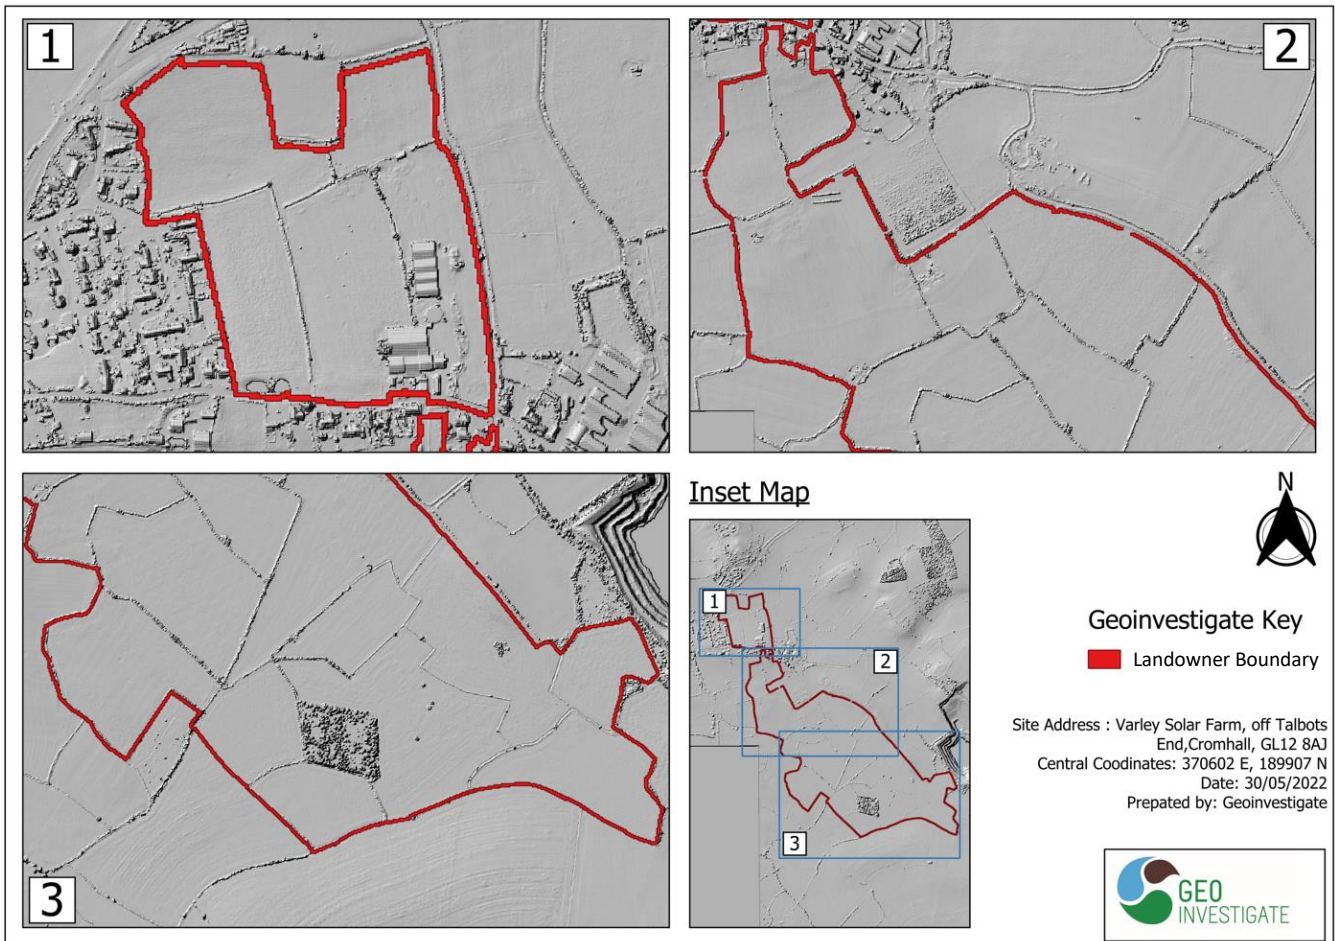 1
2
3
Inset Map
1
2
3
N
Geoinvestigate Key
Landowner Boundary
Site Address : Varley Solar Farm, off Talbots
End,Cromhall, GL12 8AJ
Central Coodinates: 370602 E, 189907 N
Date: 30/05/2022
Prepated by: Geoinvestigate
GEO
INVESTIGATE